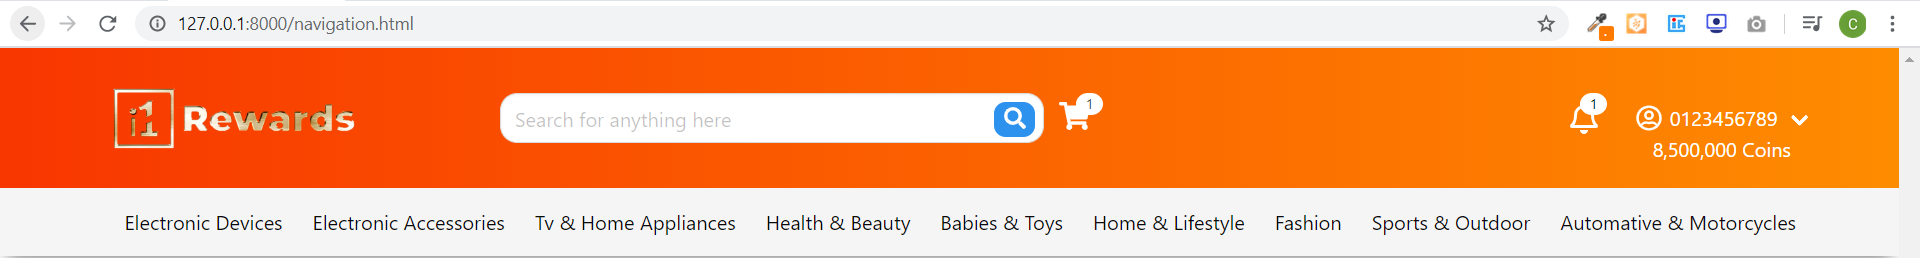 127.0.0.1:8000/navigation.html
C
i1 Rewards
Search for anything here
1
1
0123456789
8,500,000 Coins
Electronic Devices Electronic Accessories Tv & Home Appliances Health & Beauty Babies & Toys Home & Lifestyle Fashion Sports & Outdoor Automative & Motorcycles